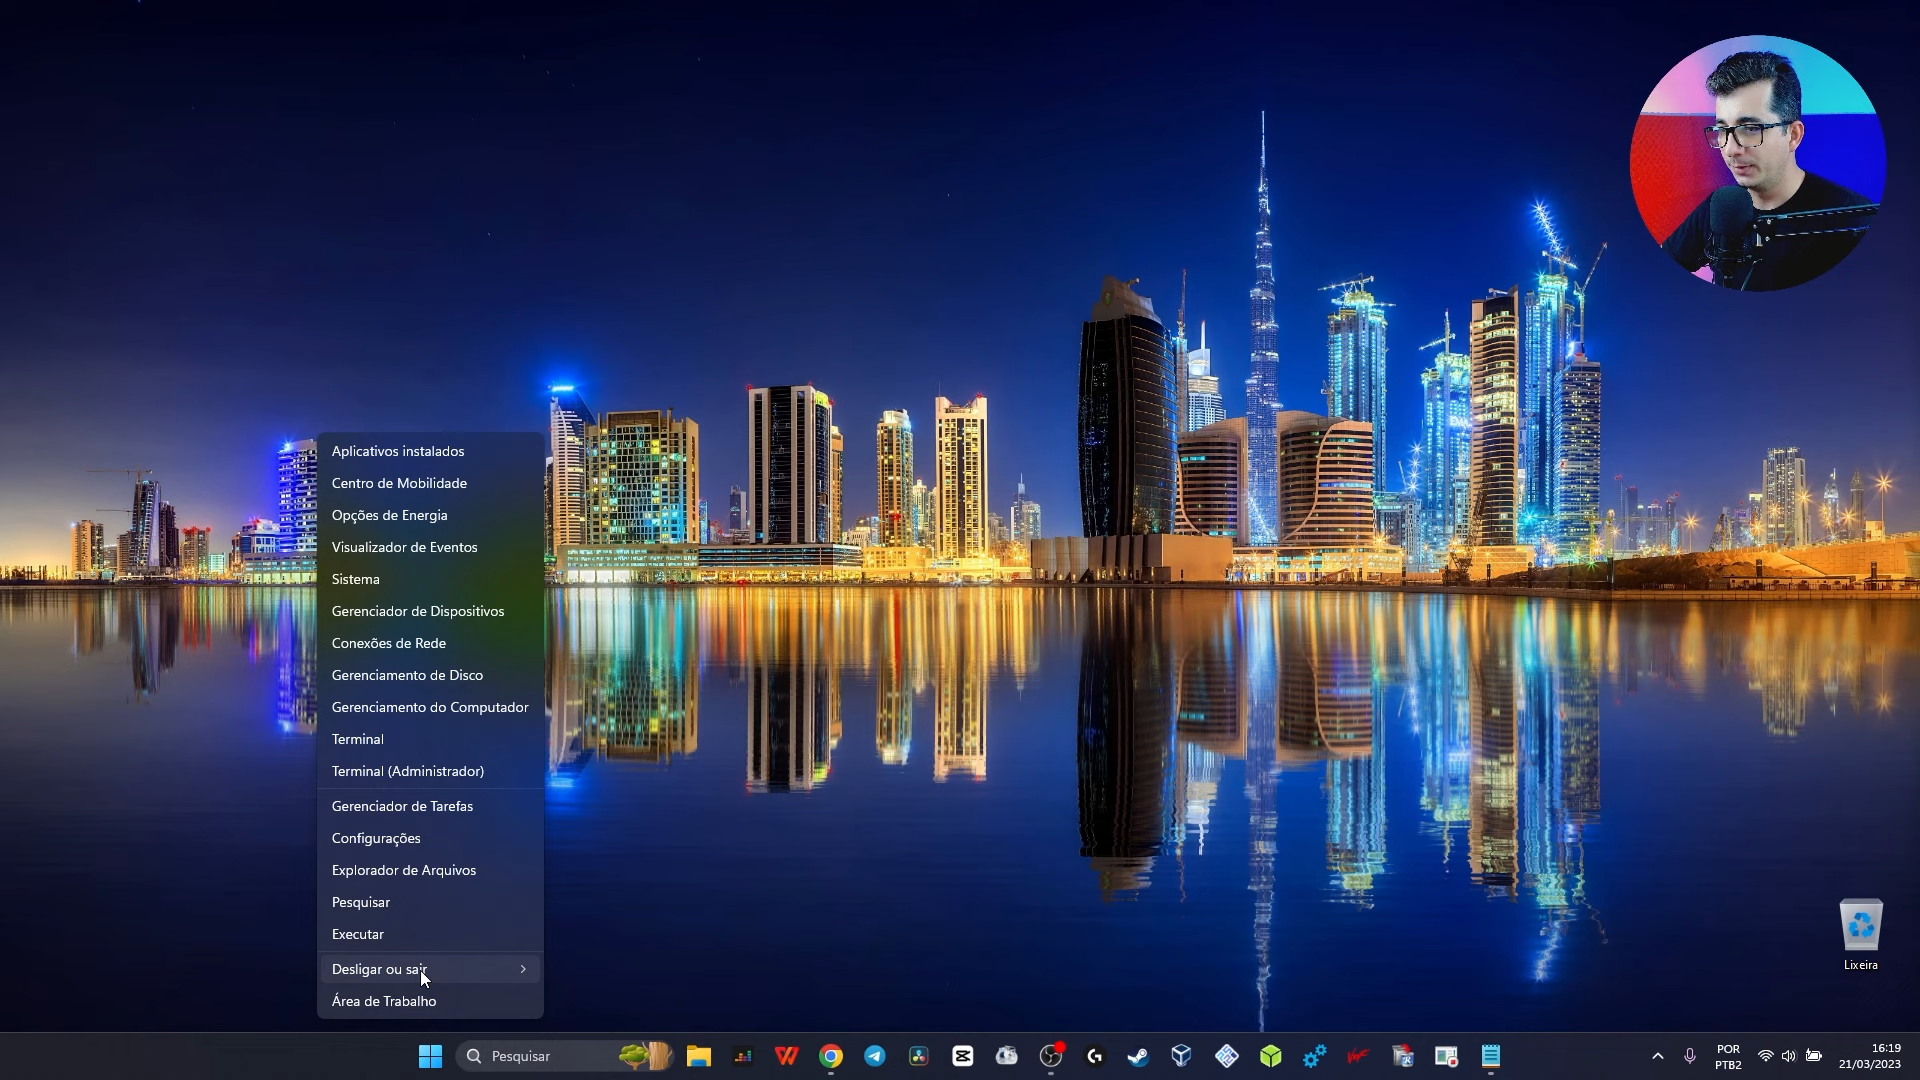 Aplicativos instalados
Centro de Mobilidade
Opções de Energia
Visualizador de Eventos
Sistema
Gerenciador de Dispositivos
Conexões de Rede
Gerenciamento de Disco
Gerenciamento do Computador
Terminal
Terminal (Administrador)
Gerenciador de Tarefas
Configurações
Explorador de Arquivos
Pesquisar
Executar
Desligar ou sair
Área de Trabalho
Lixeira
Pesquisar
POR
PTB2
16:19
21/03/2023